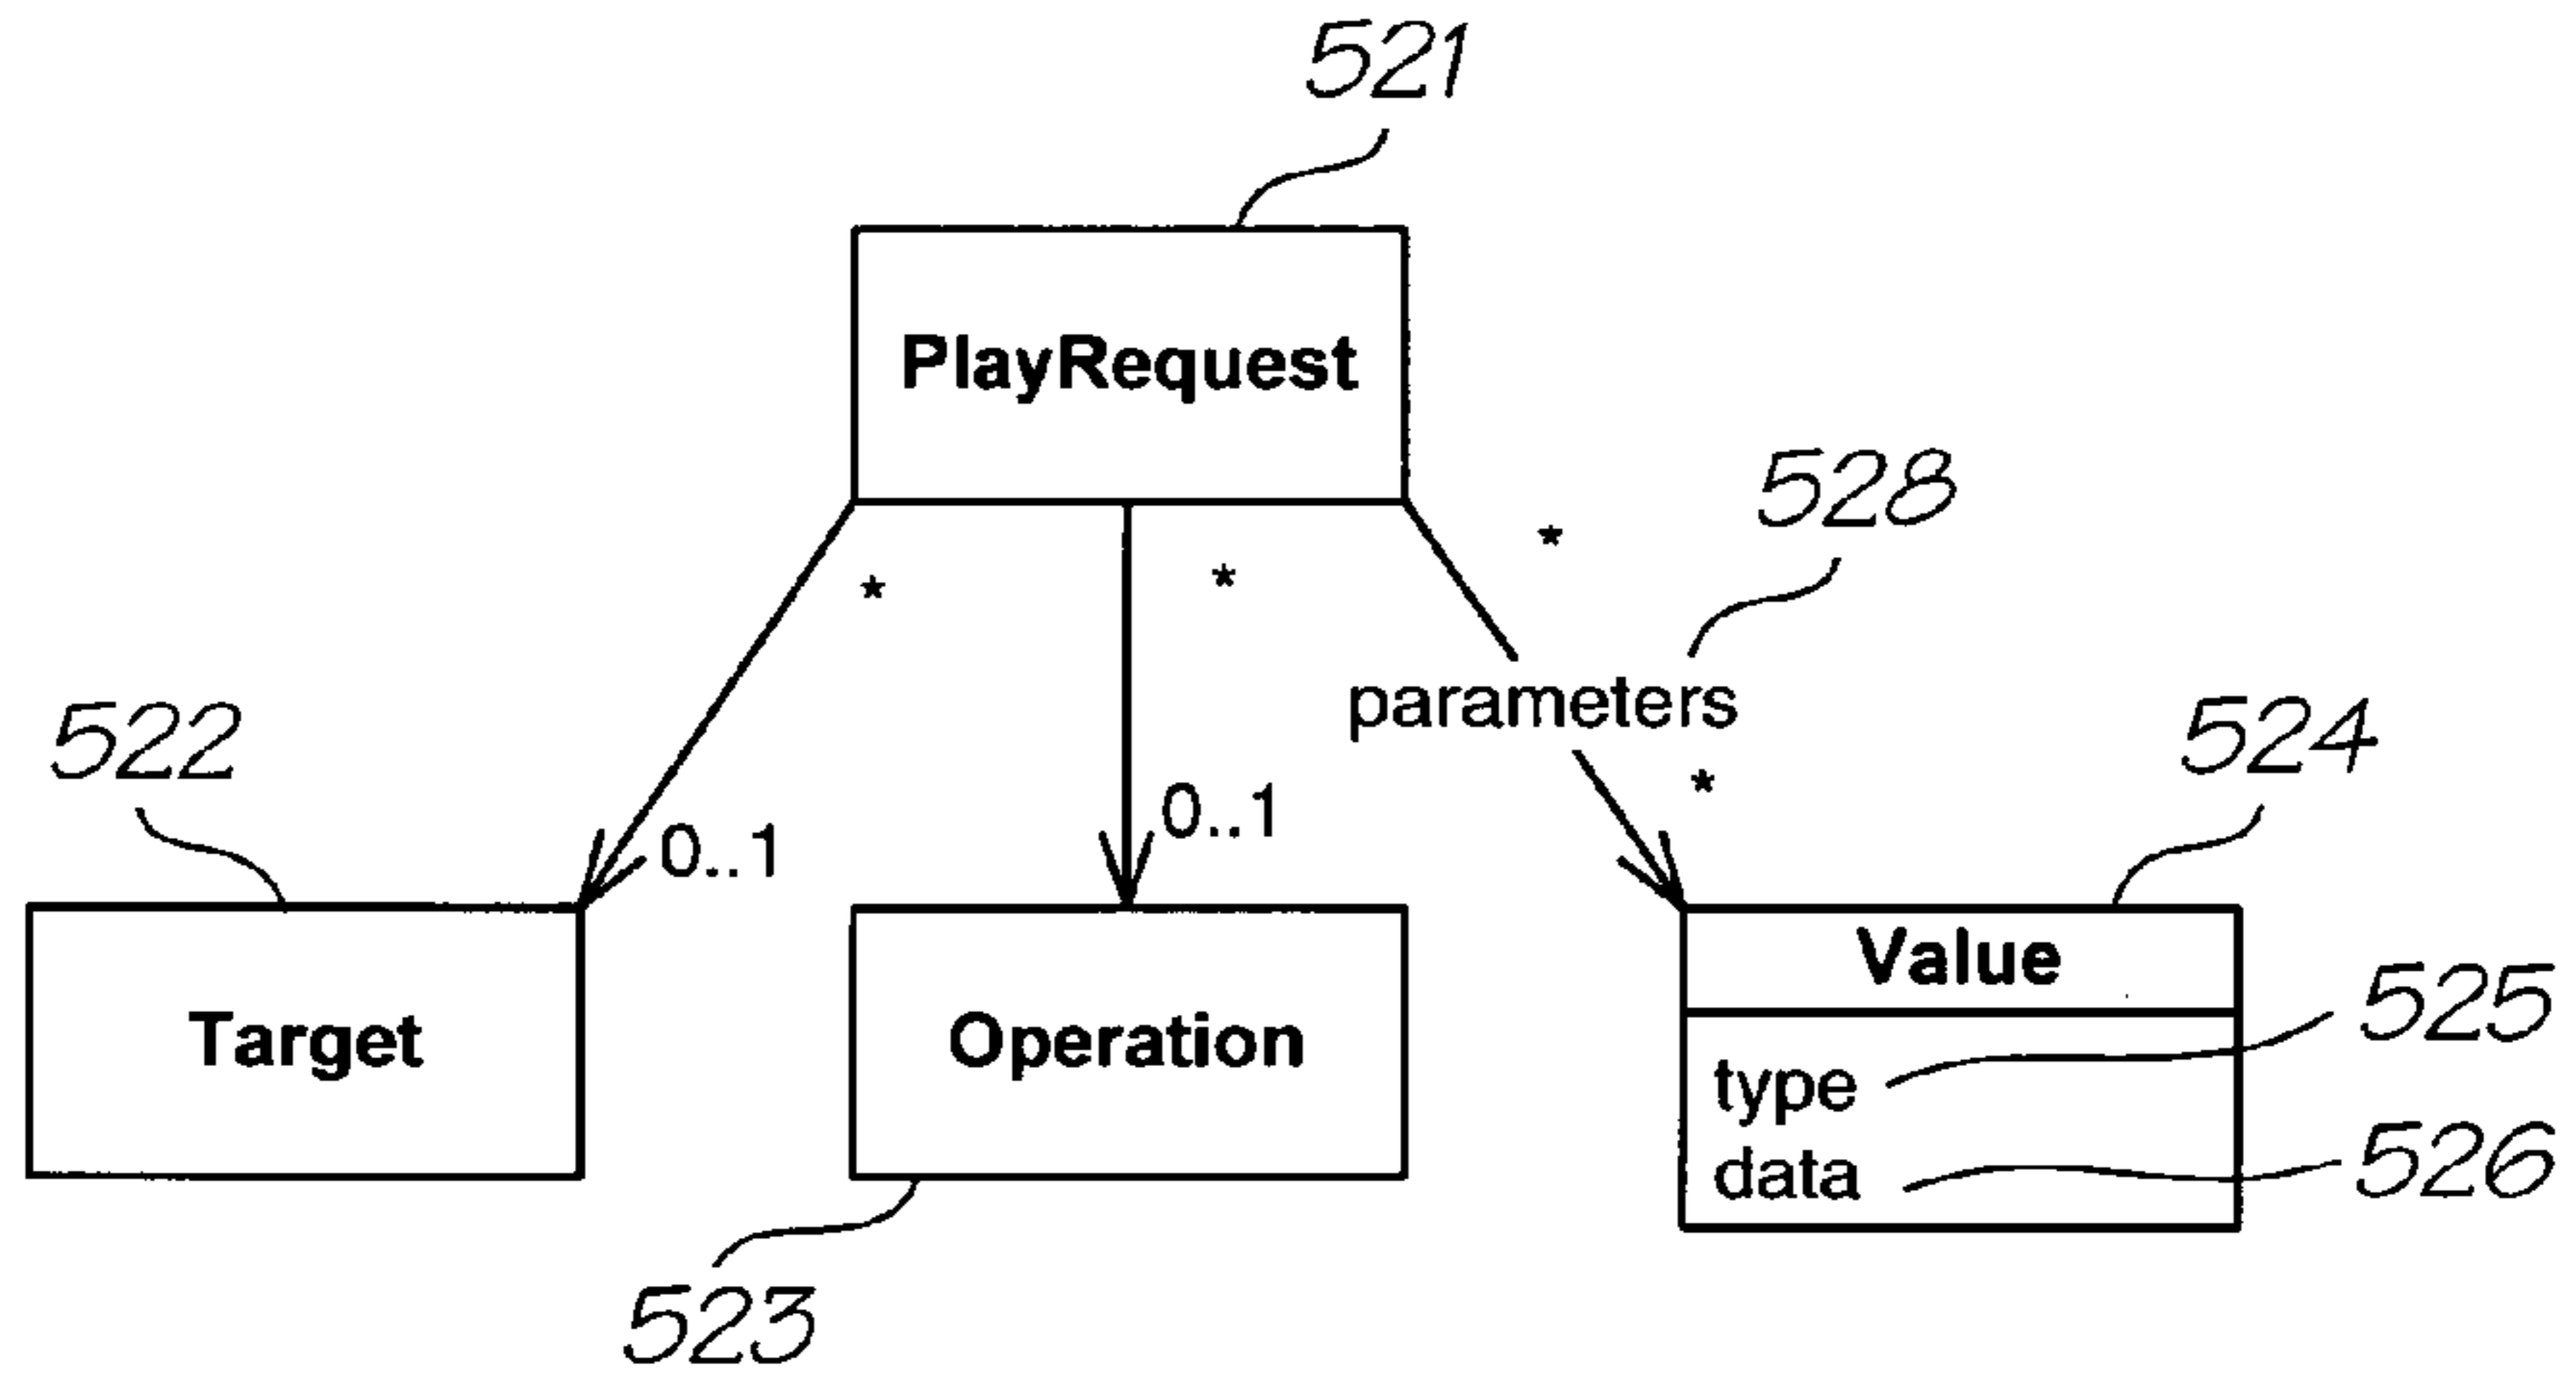 521
PlayRequest
528
*
*
*
parameters
522
524
*
0..1
0..1
Value
525
Target
Operation
type
data
526
523